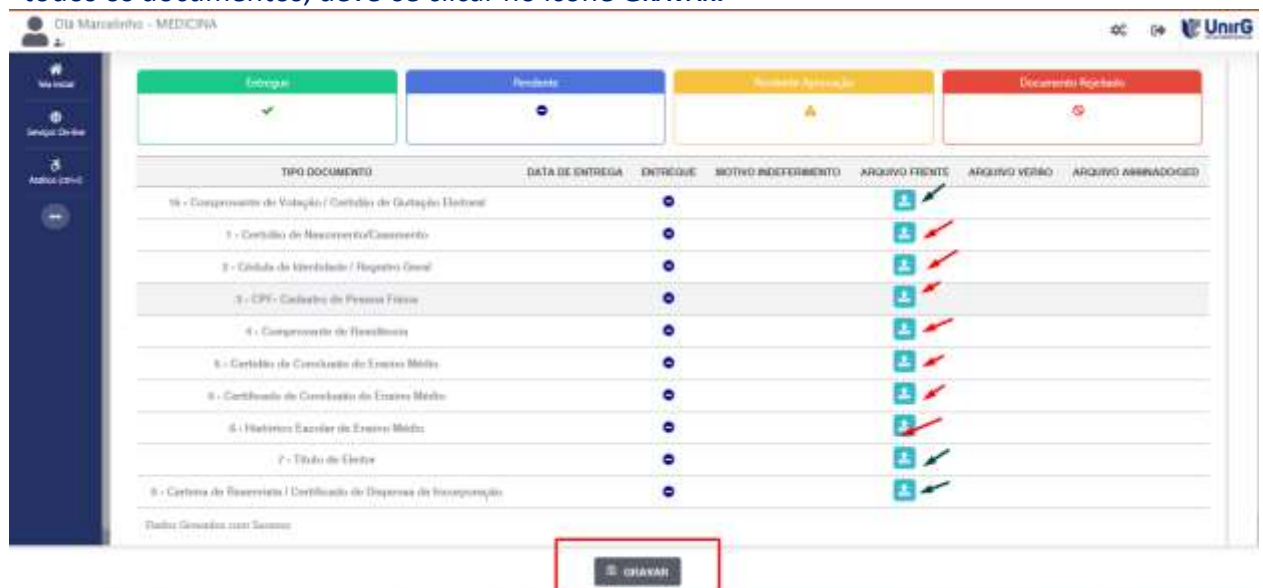 todos os documentos, deve-se clicar no ícone GRAVAR.
Olá Marcelinho - MEDICINA
UnirG
Tela Inicial
Serviços On-line
Entregue
Pendente
Pendente Aprovação
Documento Rejeitado
TIPO DOCUMENTO DATA DE ENTREGA ENTREGUE MOTIVO INDEFERIMENTO ARQUIVO FRENTE ARQUIVO VERSO ARQUIVO ASSINADO/GED
16 - Comprovante de Votação / Certidão de Quitação Eleitoral
1 - Certidão de Nascimento/Casamento
2 - Cédula de Identidade / Registro Geral
3 - CPF- Cadastro de Pessoa Física
4 - Comprovante de Residência
5 - Certidão de Conclusão do Ensino Médio
- Certificado de Conclusão do Ensino Médio
6 - Histórico Escolar do Ensino Médio
7 - Título de Eleitor
8 - Carteira de Reservista / Certificado de Dispensa de Incorporação
Dados Gravados com Sucesso
GRAVAR